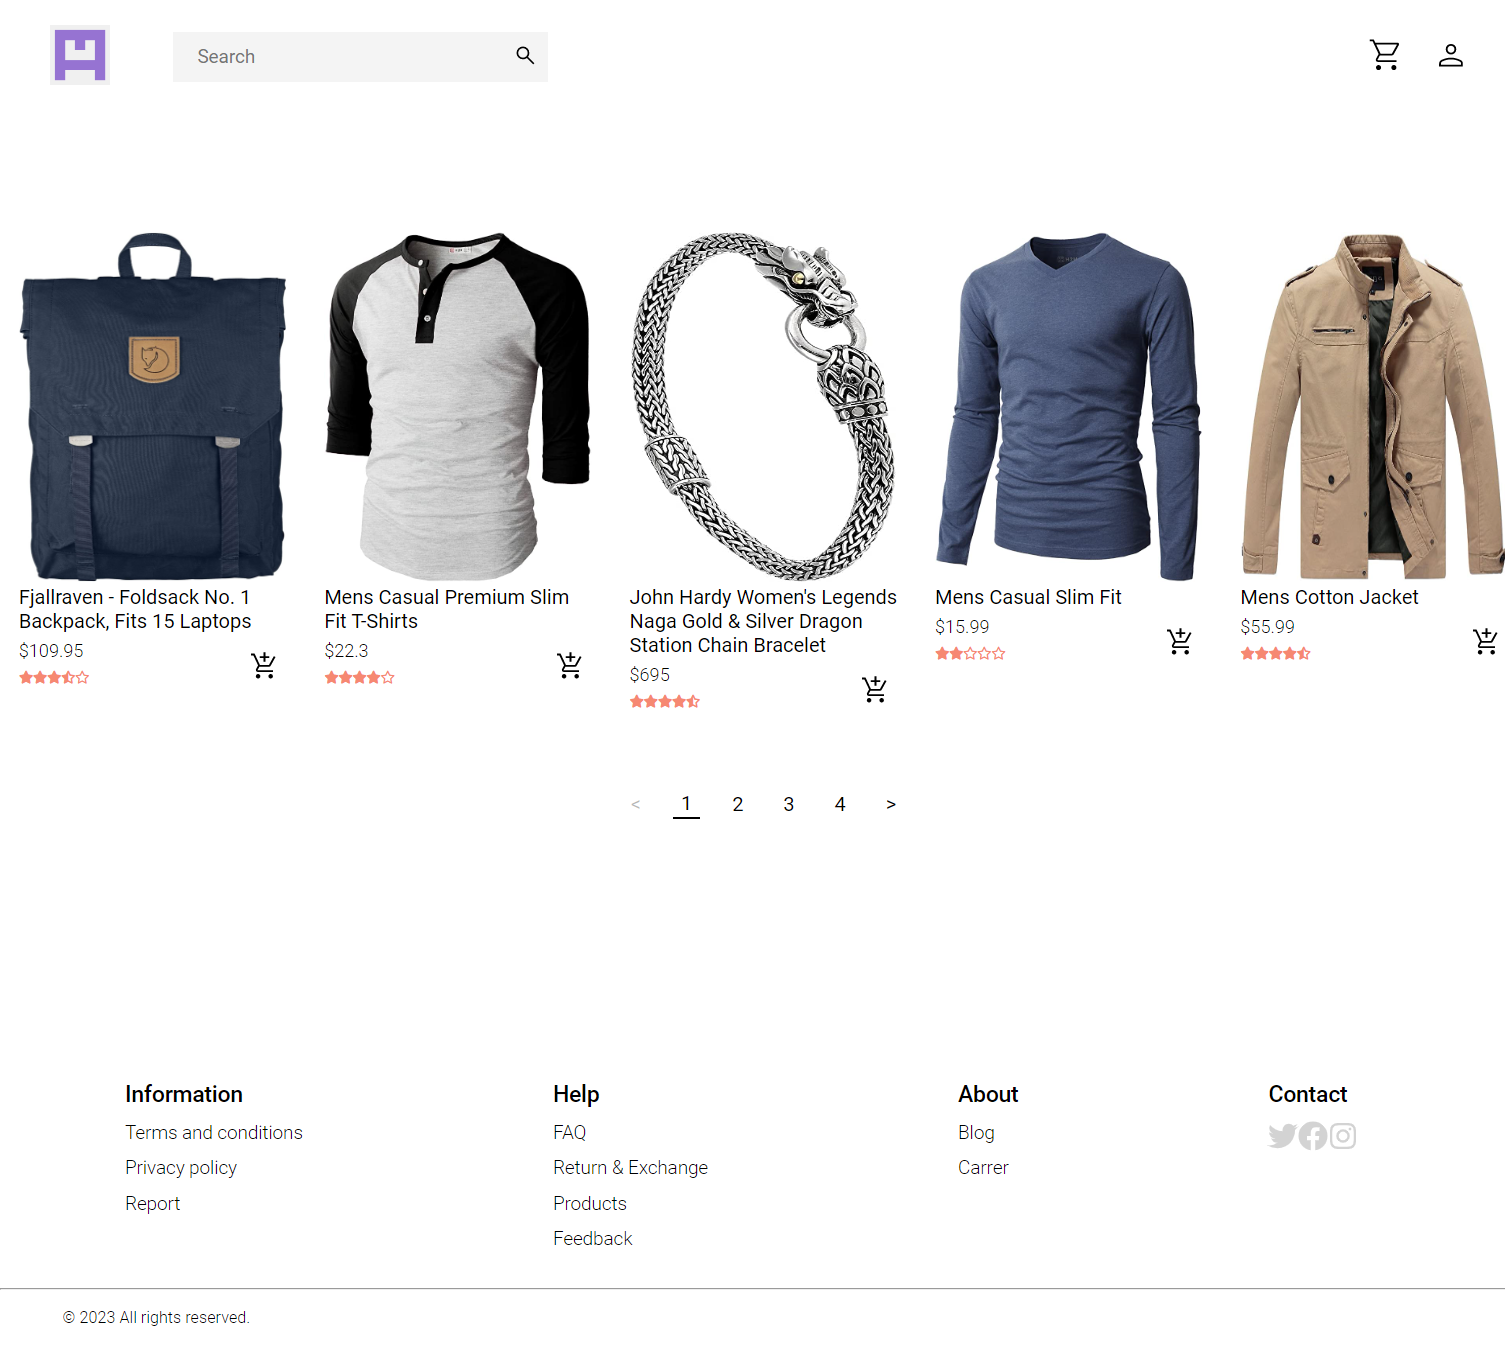 Search
Fjallraven - Foldsack No. 1
Backpack, Fits 15 Laptops
$109.95
Mens Casual Premium Slim
Fit T-Shirts
$22.3
John Hardy Women's Legends
Naga Gold & Silver Dragon
Station Chain Bracelet
$695
Mens Casual Slim Fit
$15.99
Mens Cotton Jacket
$55.99
< 1 2 3 4 >
Information
Terms and conditions
Privacy policy
Report
Help
FAQ
Return & Exchange
Products
Feedback
About
Blog
Carrer
Contact
© 2023 All rights reserved.